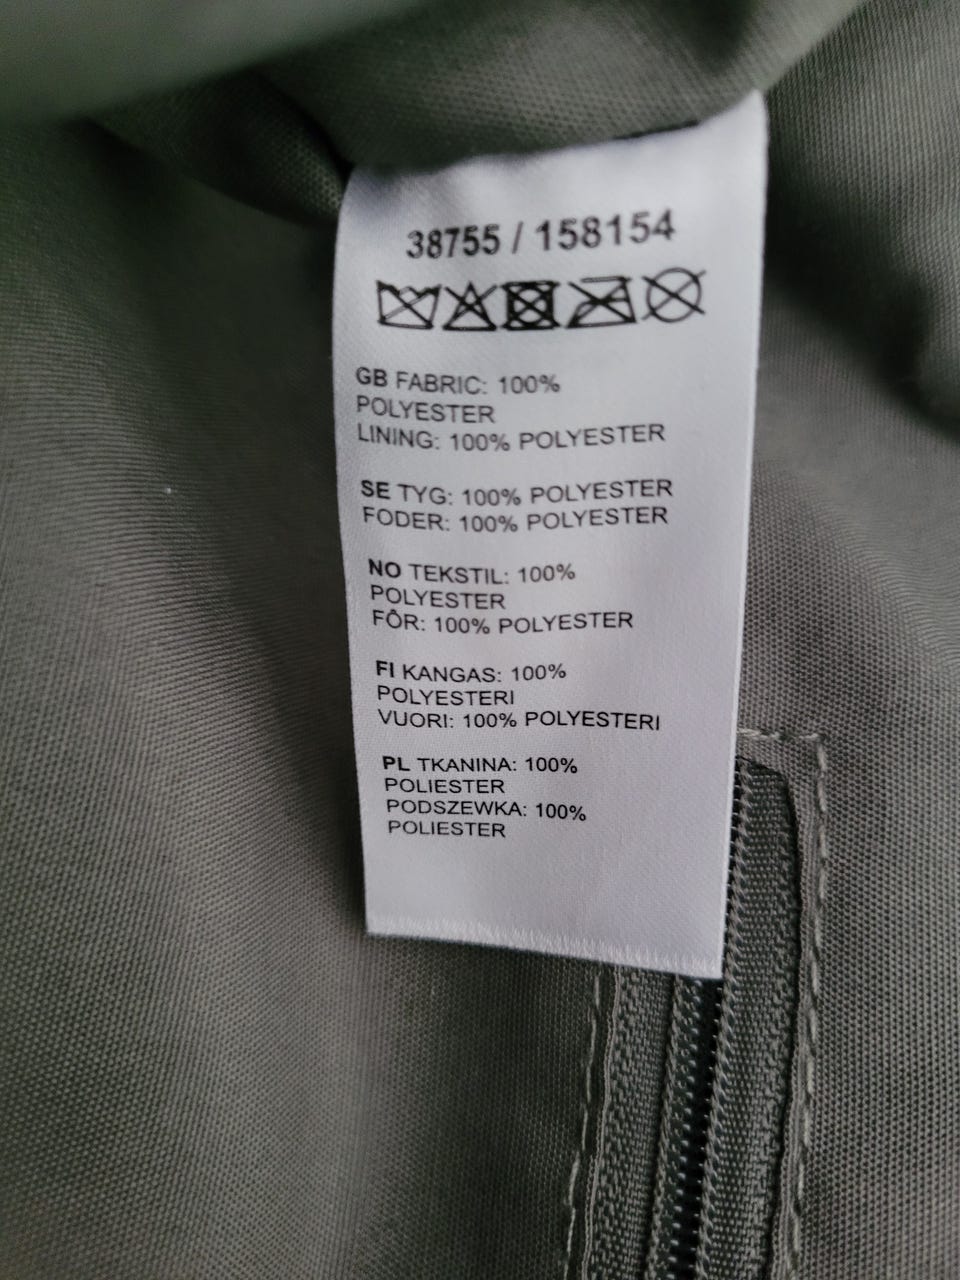 38755 / 158154
GB FABRIC: 100%
POLYESTER
LINING: 100% POLYESTER
SE TYG: 100% POLYESTER
FODER: 100% POLYESTER
NO TEKSTIL: 100%
POLYESTER
FÔR: 100% POLYESTER
FI KANGAS: 100%
POLYESTERI
VUORI: 100% POLYESTERI
PL TKANINA: 100%
POLIESTER
PODSZEWKA: 100%
POLIESTER